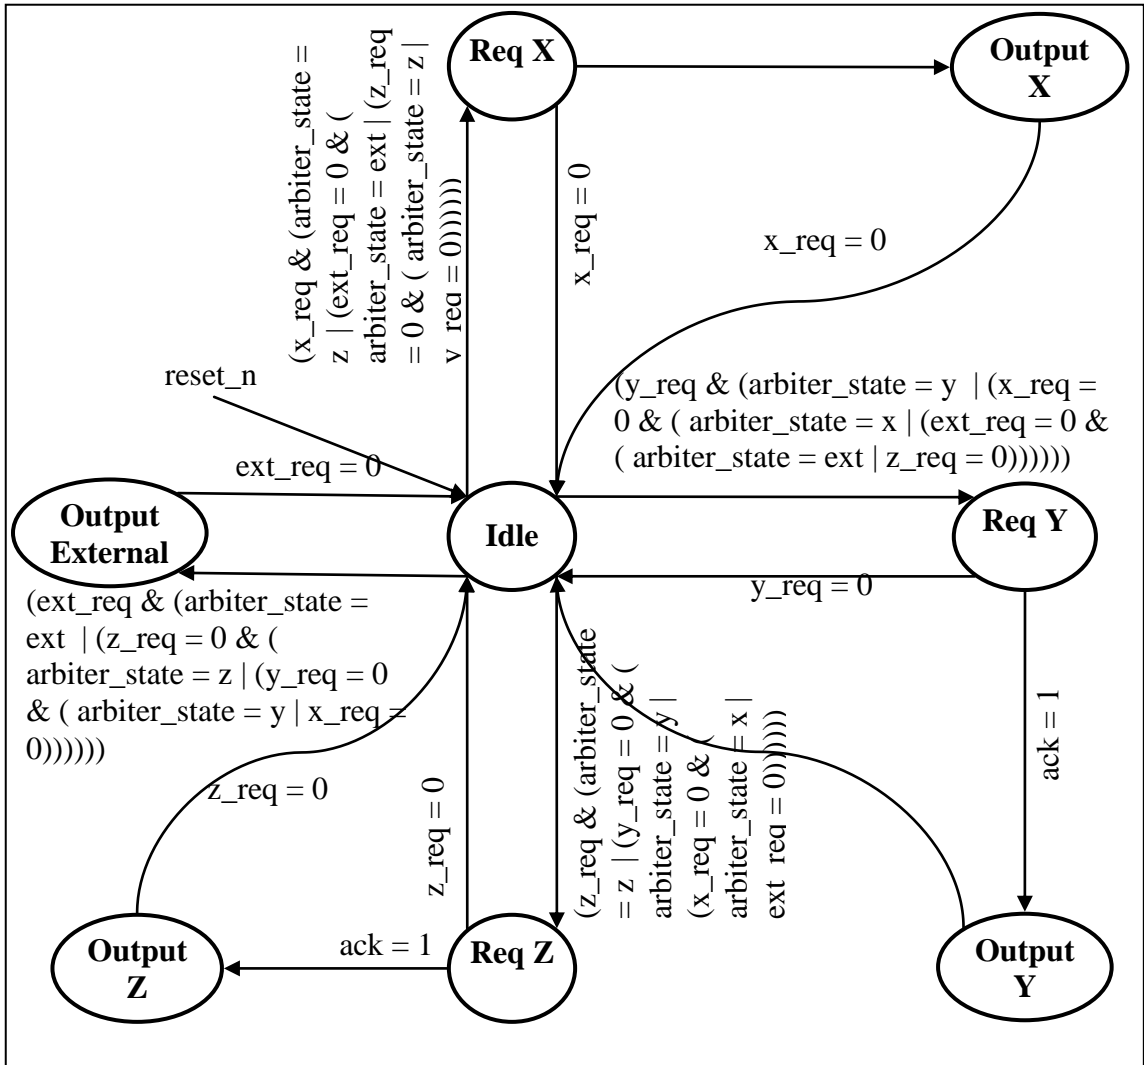 Req X
Output
X
(x_req & (arbiter_state =
z | (ext_req = 0 & (
arbiter_state = ext | (z_req
= 0 & ( arbiter_state = z |
y_req = 0))))))
x_req = 0
x_req = 0
reset_n
(y_req & (arbiter_state = y | (x_req =
0 & ( arbiter_state = x | (ext_req = 0 &
( arbiter_state = ext | z_req = 0))))))
ext_req = 0
Output
External
Idle
Req Y
y_req = 0
(ext_req & (arbiter_state =
ext | (z_req = 0 & (
arbiter_state = z | (y_req = 0
& ( arbiter_state = y | x_req =
0))))))
z_req = 0
z_req = 0
(z_req & (arbiter_state
= z | (y_req = 0 & (
arbiter_state = y |
(x_req = 0 & (
arbiter_state = x |
ext_req = 0))))))
ack = 1
Output
Z
ack = 1
Req Z
Output
Y